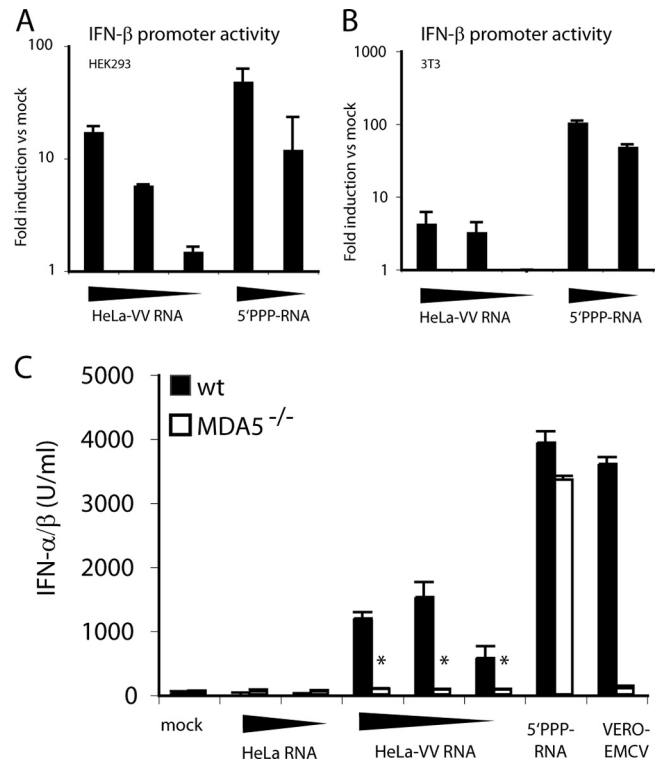 A
IFN-β promoter activity
HEK293
Fold induction vs mock
100
10
1
HeLa-VV RNA
5'PPP-RNA
B
IFN-β promoter activity
3T3
Fold induction vs mock
1000
100
10
1
HeLa-VV RNA
5'PPP-RNA
C
wt
MDA5 -/-
IFN-α/β (U/ml)
5000
4000
3000
2000
1000
0
* * *
mock
HeLa RNA
HeLa-VV RNA
5'PPP-
RNA
VERO-
EMCV